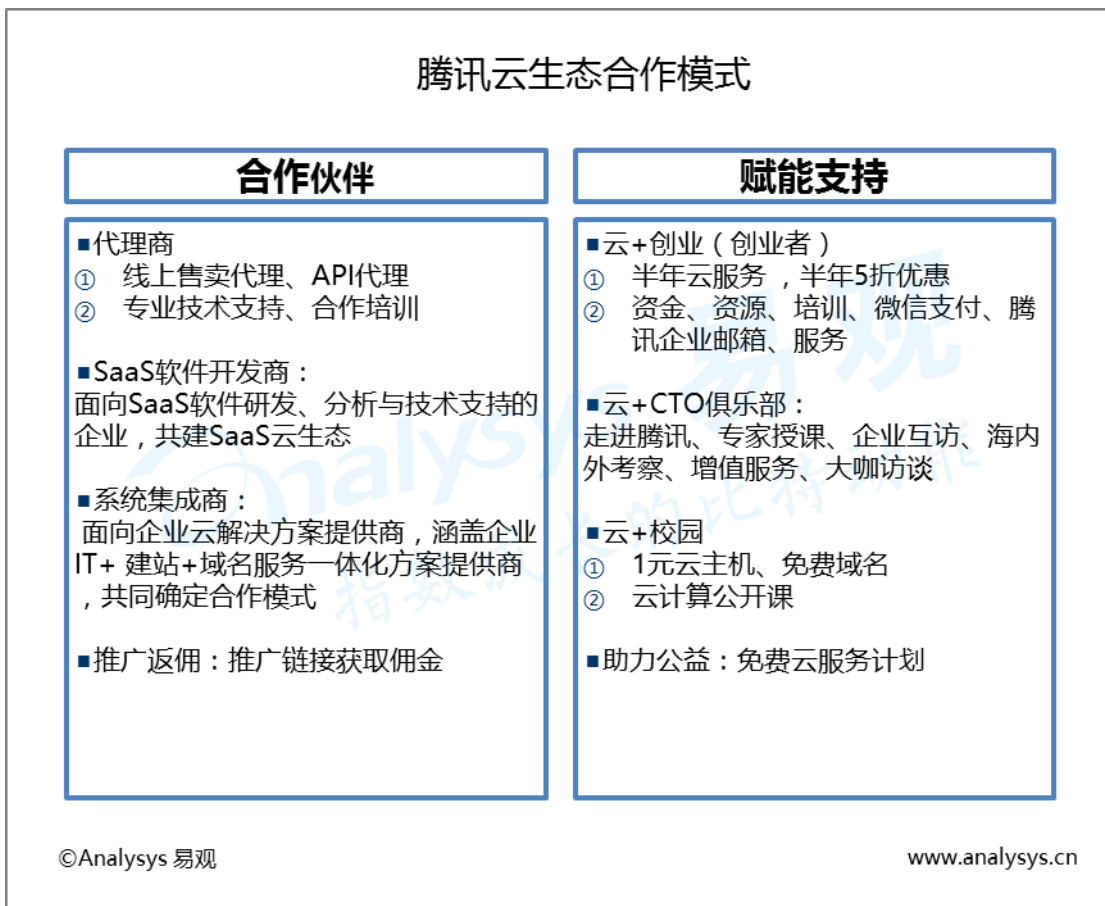 腾讯云生态合作模式
合作伙伴
■代理商
① 线上售卖代理、API代理
② 专业技术支持、合作培训
■SaaS软件开发商：
面向SaaS软件研发、分析与技术支持的
企业，共建SaaS云生态
■系统集成商：
面向企业云解决方案提供商，涵盖企业
IT+ 建站+域名服务一体化方案提供商
，共同确定合作模式
■推广返佣：推广链接获取佣金
赋能支持
■云+创业（创业者）
① 半年云服务 ，半年5折优惠
② 资金、资源、培训、微信支付、腾
讯企业邮箱、服务
■云+CTO俱乐部：
走进腾讯、专家授课、企业互访、海内
外考察、增值服务、大咖访谈
■云+校园
① 1元云主机、免费域名
② 云计算公开课
■助力公益：免费云服务计划
Analysys 易观
©Analysys 易观
www.analysys.cn